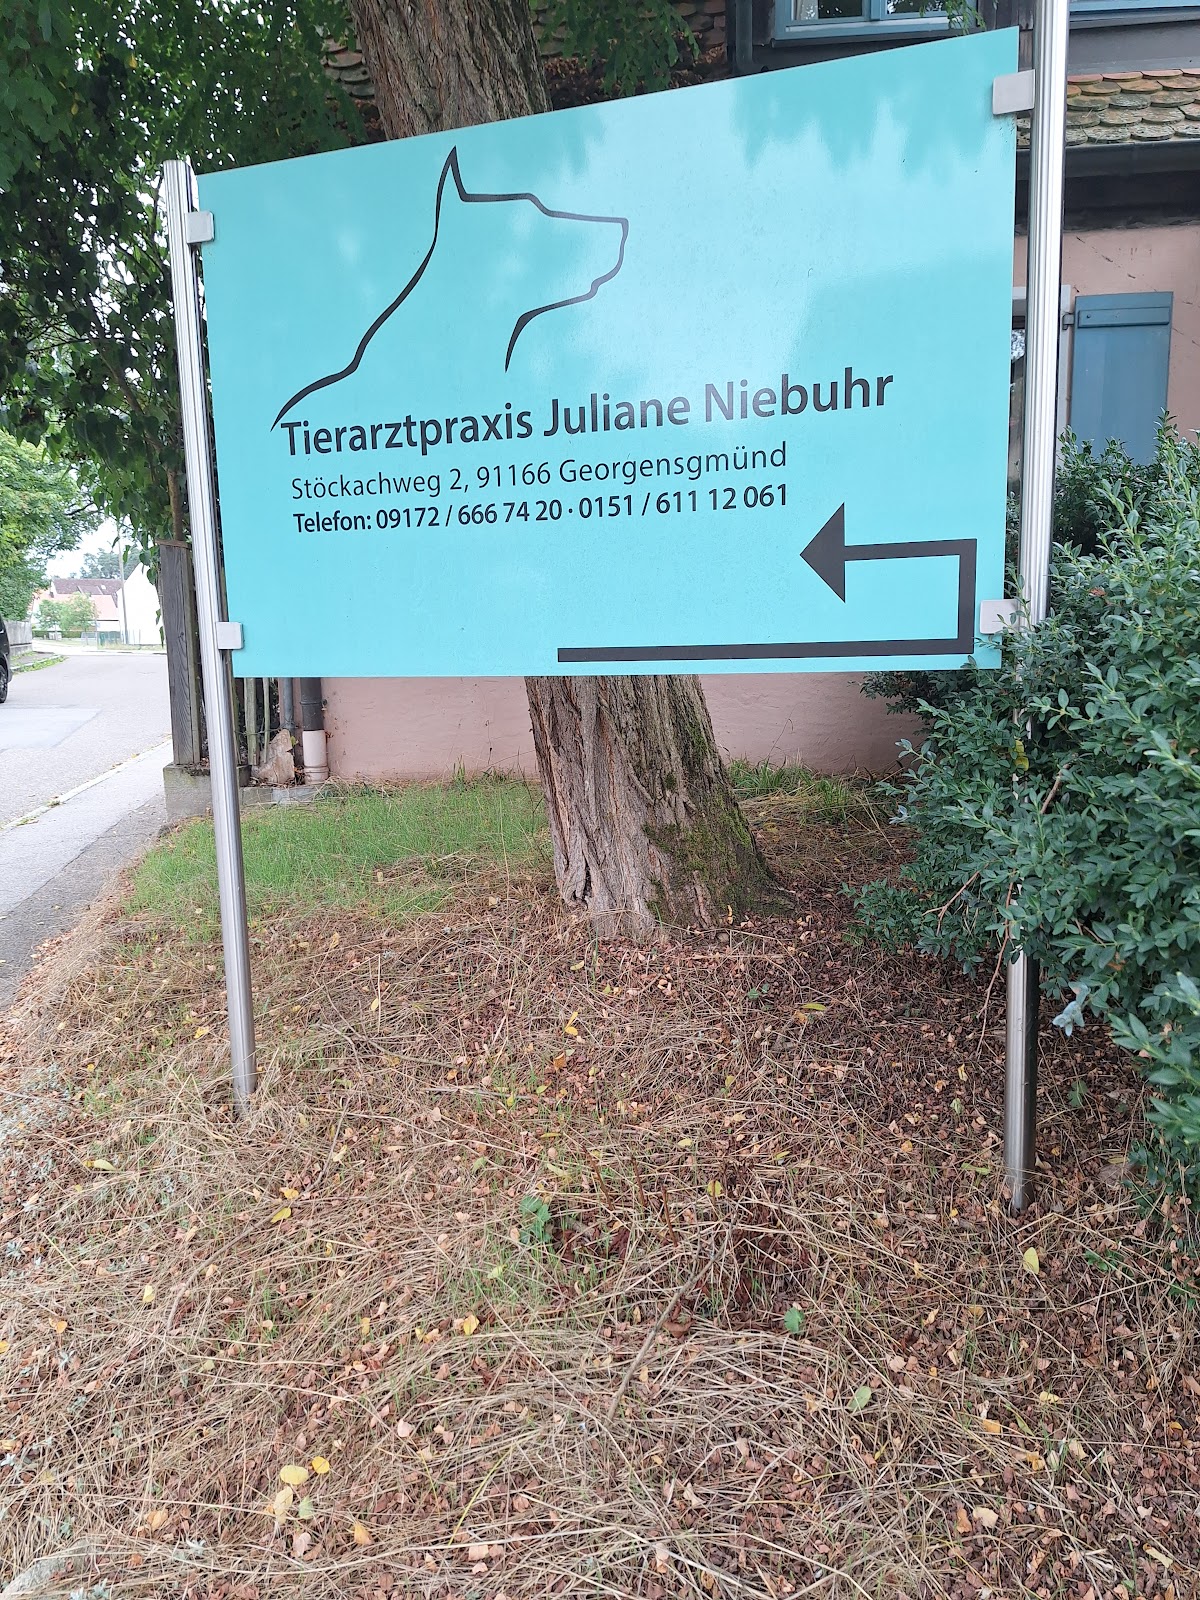 Tierarztpraxis Juliane Niebuhr
Stöckachweg 2, 91166 Georgensgmünd
Telefon: 09172 / 666 74 20 · 0151 / 611 12 061